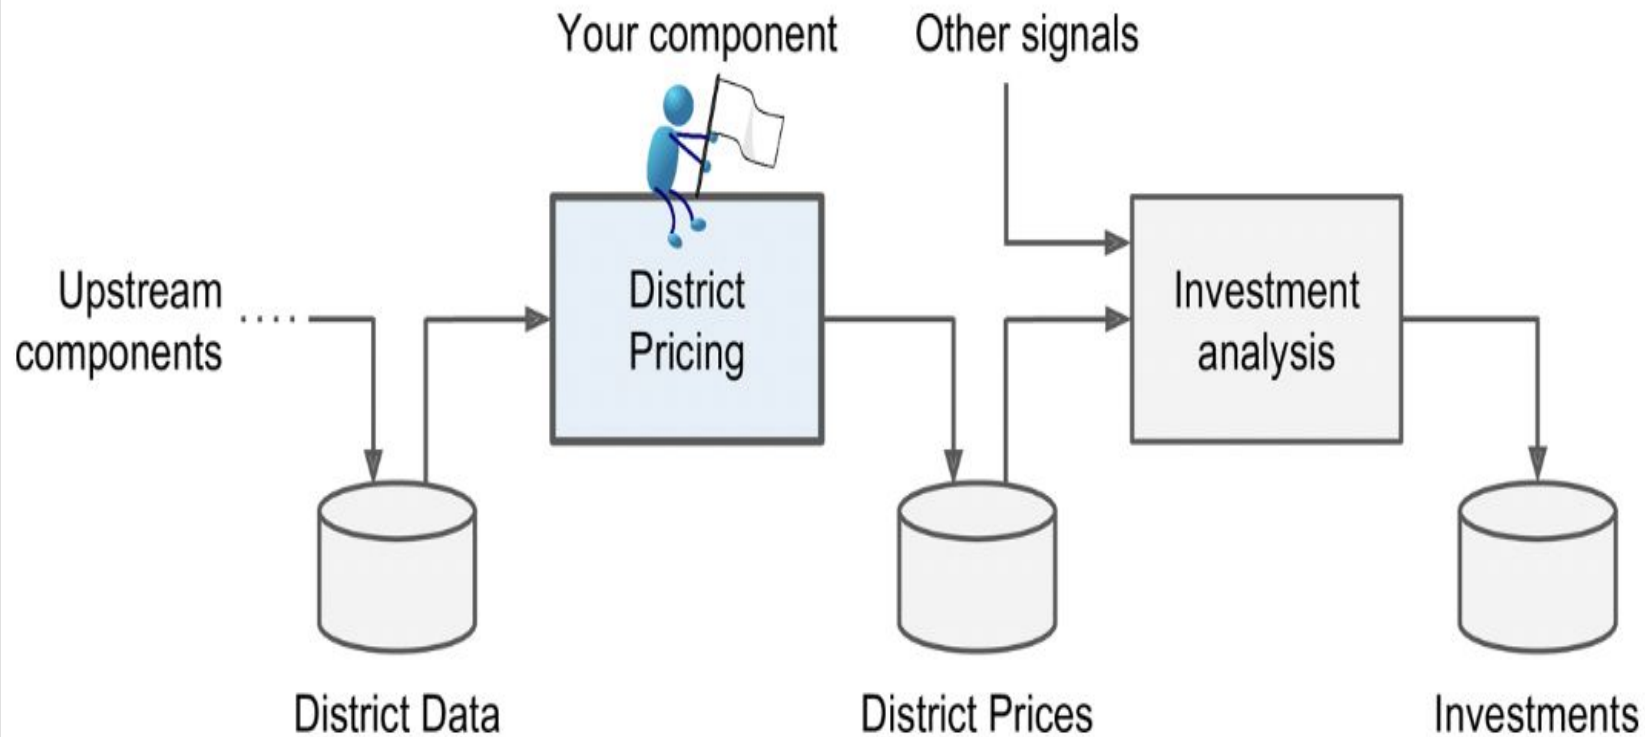 Your component
Other signals
Upstream
components
District
Pricing
Investment
analysis
District Data
District Prices
Investments